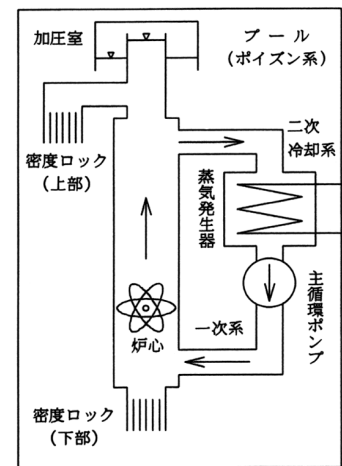 加圧室
プール
(ポイズン系)
密度ロック
(上部)
二次
冷却系
蒸気発生器
主循環ポンプ
一次系
炉心
密度ロック
(下部)